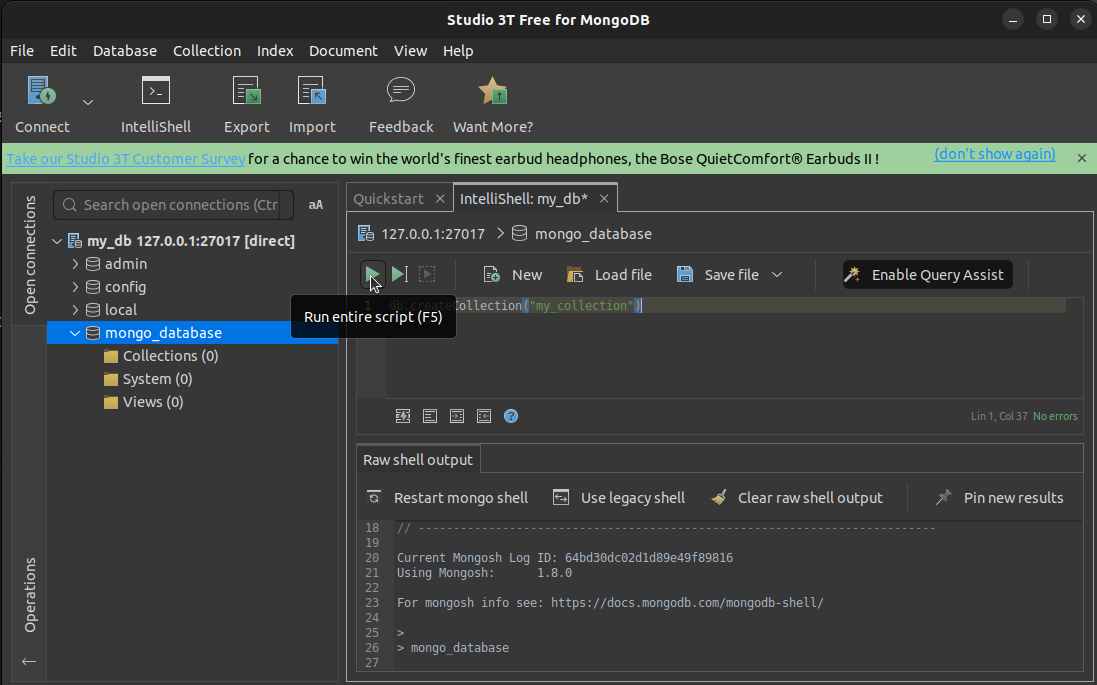 Studio 3T Free for MongoDB
File Edit Database Collection Index Document View Help
Connect IntelliShell Export Import Feedback Want More?
Take our Studio 3T Customer Survey for a chance to win the world's finest earbud headphones, the Bose QuietComfort® Earbuds II ! (don't show again)
Open connections
Search open connections (Ctr
aA
my_db 127.0.0.1:27017 [direct]
admin
config
local
mongo_database
Collections (0)
System (0)
Views (0)
Operations
Quickstart
IntelliShell: my_db*
127.0.0.1:27017 mongo_database
New Load file Save file Enable Query Assist
1 db.createCollection("my_collection")
Run entire script (F5)
Lin 1, Col 37 No errors
Raw shell output
Restart mongo shell Use legacy shell Clear raw shell output Pin new results
18 // --------------------------------------------------------------------------
19
20 Current Mongosh Log ID: 64bd30dc02d1d89e49f89816
21 Using Mongosh: 1.8.0
22
23 For mongosh info see: https://docs.mongodb.com/mongodb-shell/
24
25 >
26 > mongo_database
27